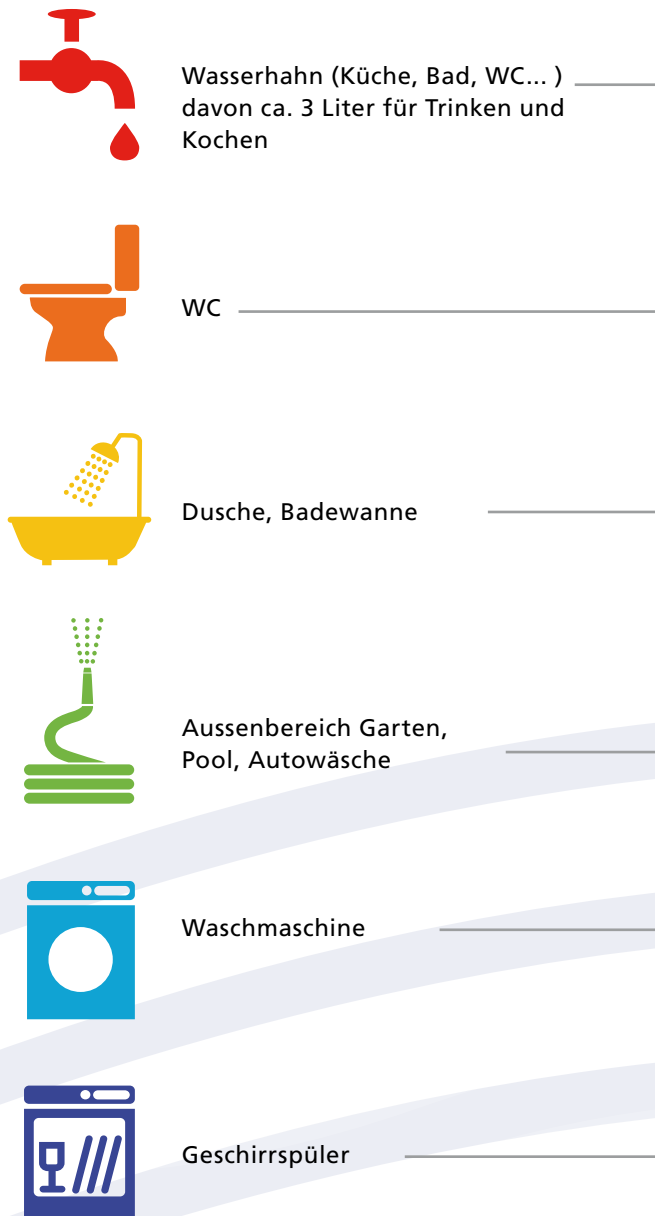 Wasserhahn (Küche, Bad, WC... )
davon ca. 3 Liter für Trinken und
Kochen
WC
Dusche, Badewanne
Aussenbereich Garten,
Pool, Autowäsche
Waschmaschine
Geschirrspüler